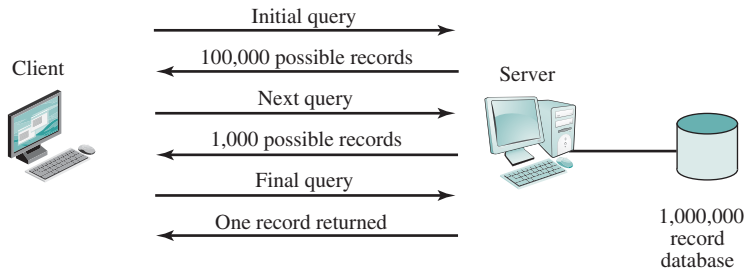 Initial query
100,000 possible records
Client
Server
Next query
1,000 possible records
Final query
One record returned
1,000,000
record
database